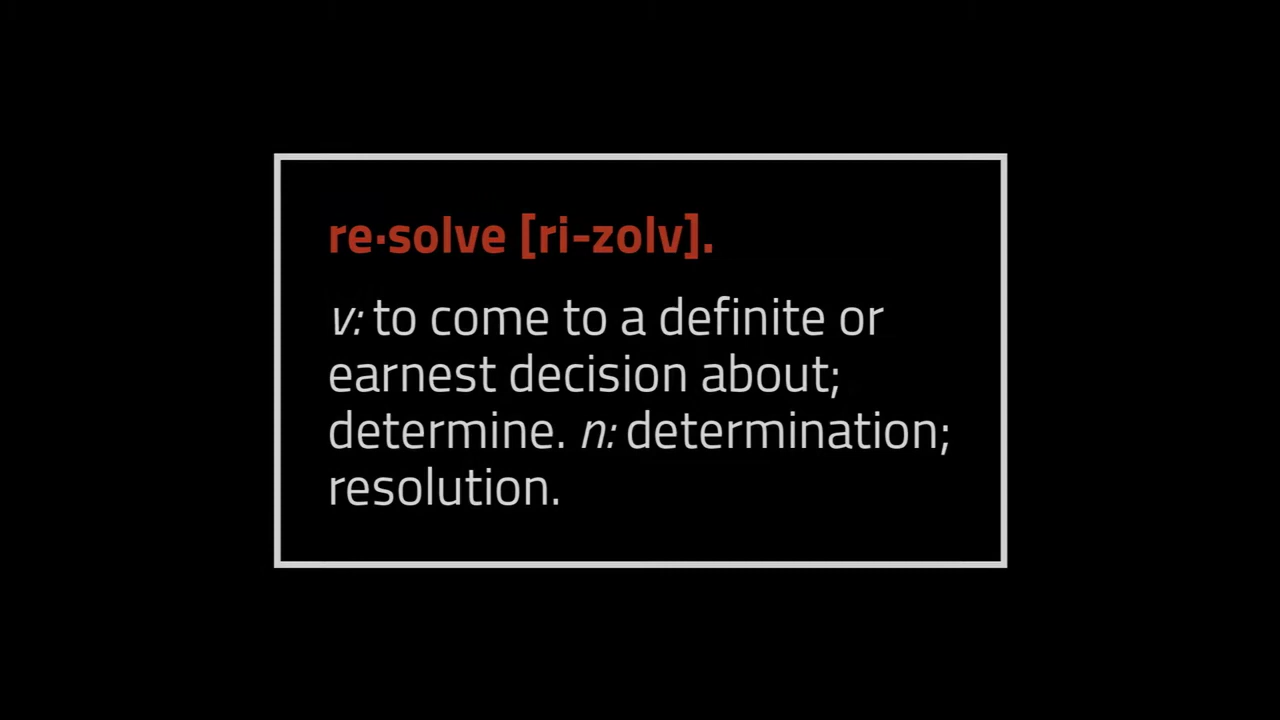 re·solve [ri-zolv].
v: to come to a definite or
earnest decision about;
determine. n: determination;
resolution.